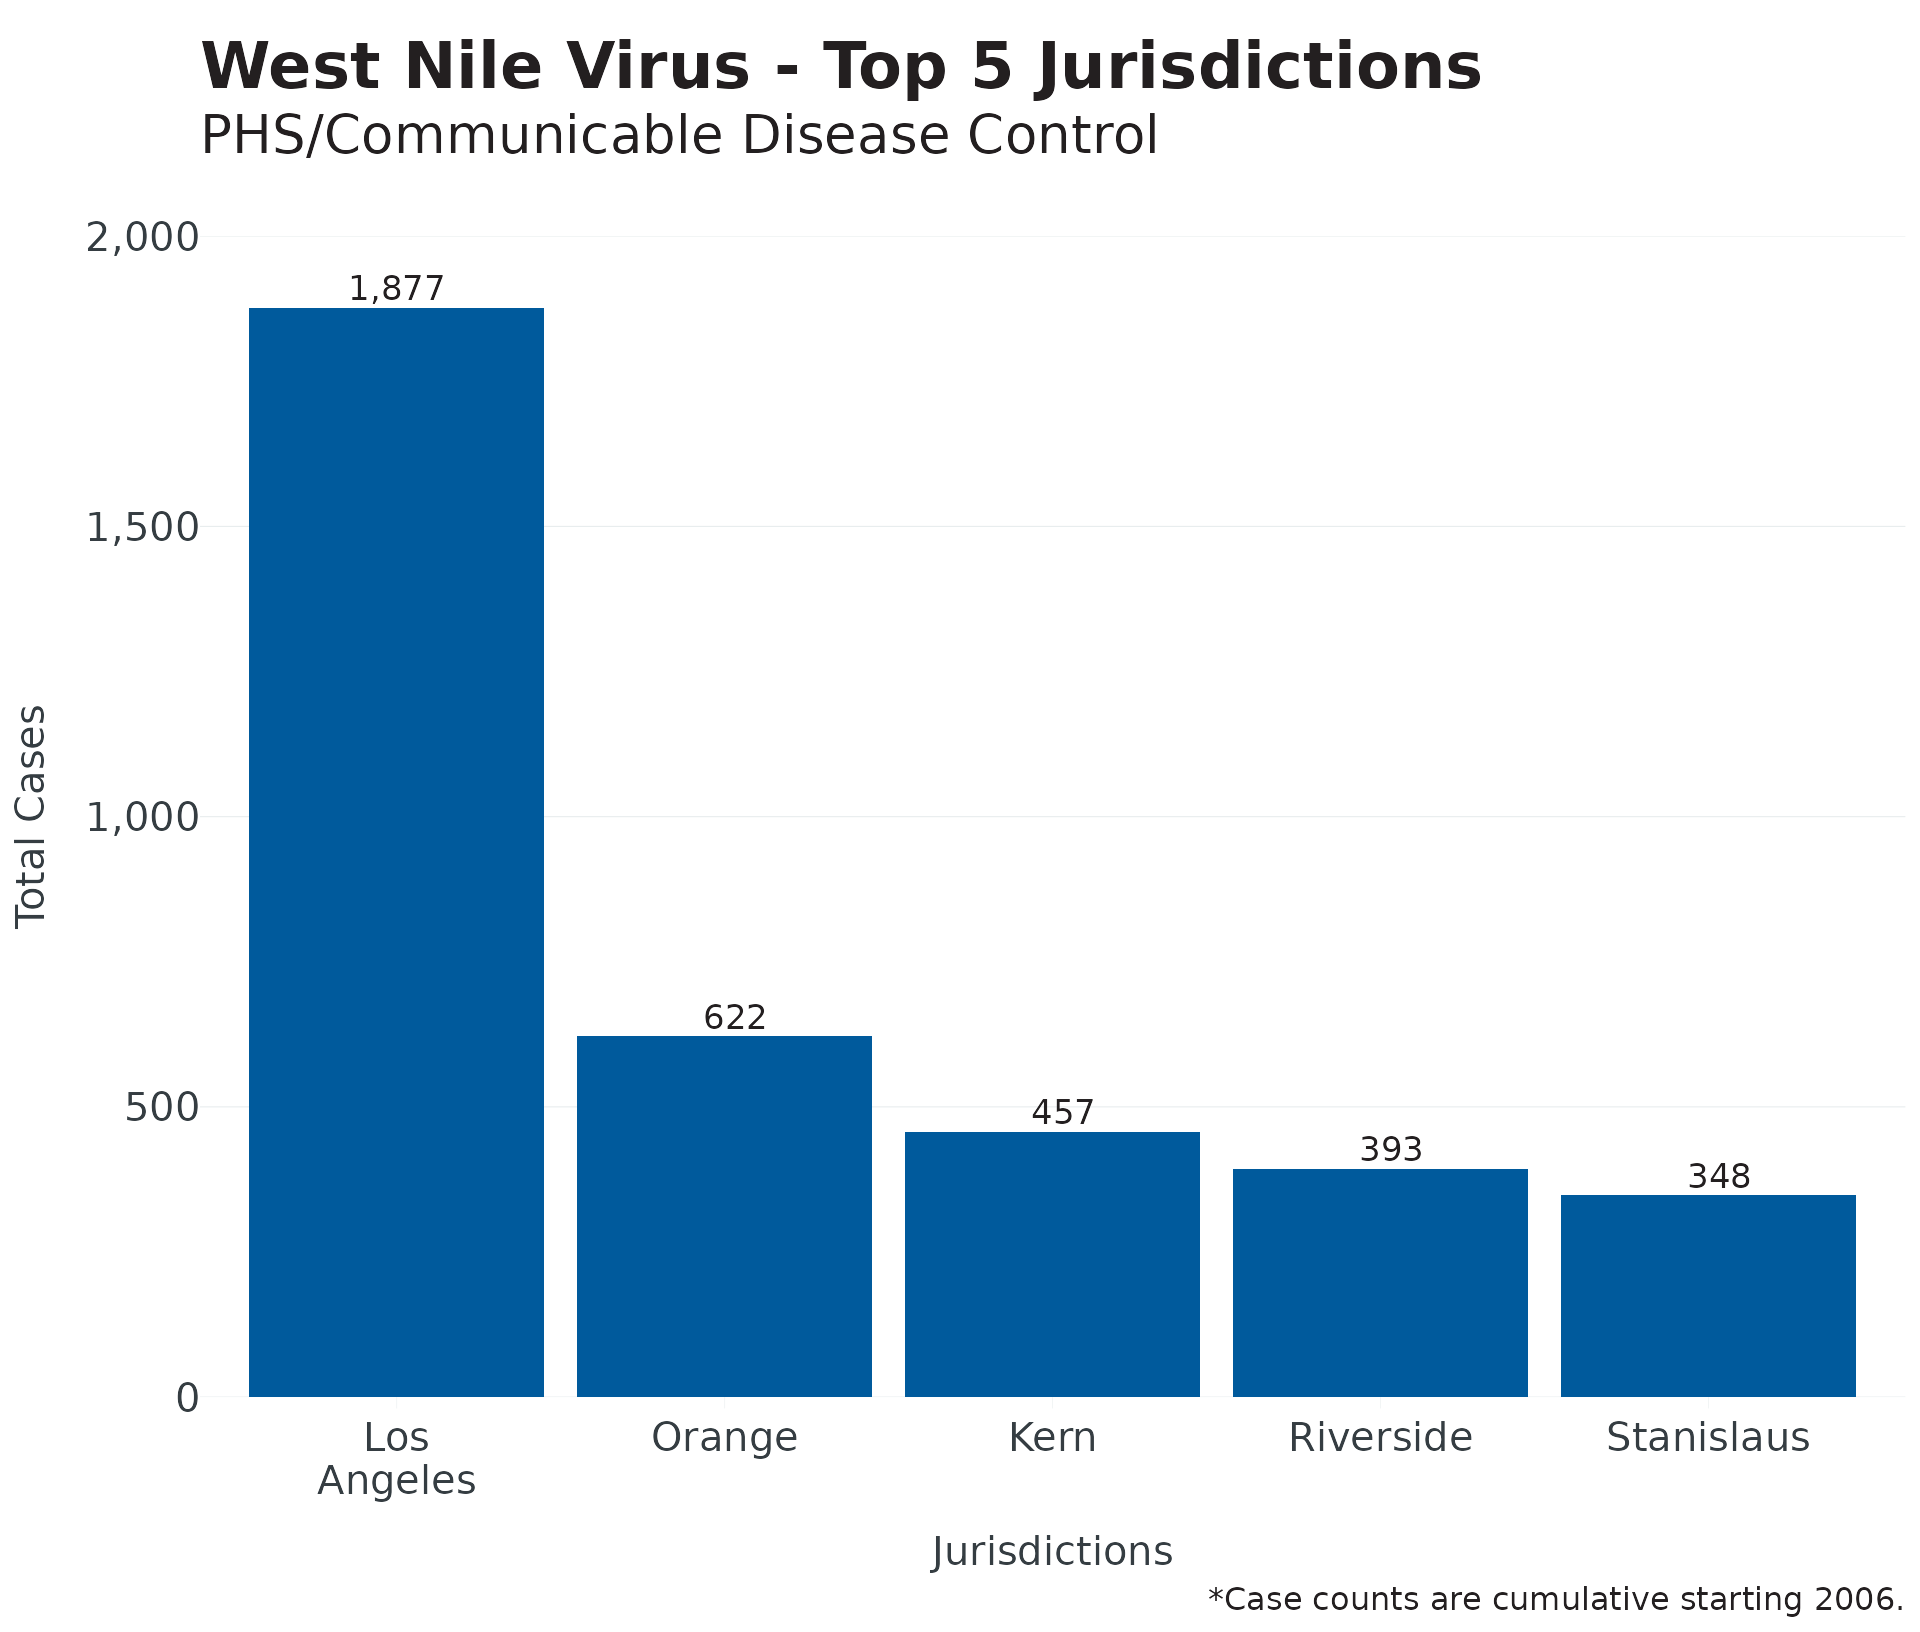 West Nile Virus - Top 5 Jurisdictions
PHS/Communicable Disease Control
2,000
1,877
1,500
Total Cases
1,000
622
500
457
393
348
0
Los
Angeles
Orange
Kern
Riverside
Stanislaus
Jurisdictions
*Case counts are cumulative starting 2006.